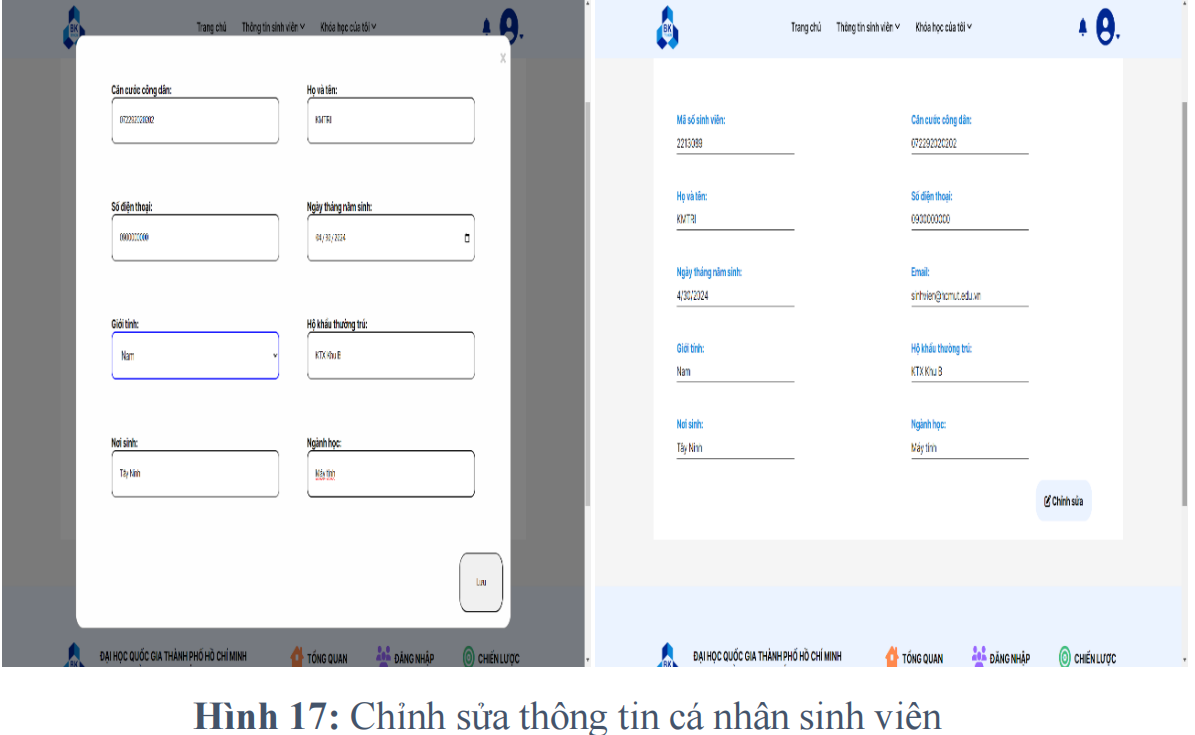 BK
Trang chủ Thông tin sinh viên Khóa học của tôi
x
Căn cước công dân: Họ và tên:
072292020202 KMTRI
Số điện thoại: Ngày tháng năm sinh:
0900000000 04/30/2024
Giới tính: Hộ khẩu thường trú:
Nam KTX Khu B
Nơi sinh: Ngành học:
Tây Ninh Máy tính
Lưu
ĐẠI HỌC QUỐC GIA THÀNH PHỐ HỒ CHÍ MINH TỔNG QUAN ĐĂNG NHẬP CHIẾN LƯỢC
BK
Trang chủ Thông tin sinh viên Khóa học của tôi
Mã số sinh viên: Căn cước công dân:
2213089 072292020202
Họ và tên: Số điện thoại:
KMTRI 0900000000
Ngày tháng năm sinh: Email:
4/30/2024 sinhvien@hcmut.edu.vn
Giới tính: Hộ khẩu thường trú:
Nam KTX Khu B
Nơi sinh: Ngành học:
Tây Ninh Máy tính
Chỉnh sửa
BK
ĐẠI HỌC QUỐC GIA THÀNH PHỐ HỒ CHÍ MINH TỔNG QUAN ĐĂNG NHẬP CHIẾN LƯỢC
Hình 17: Chỉnh sửa thông tin cá nhân sinh viên